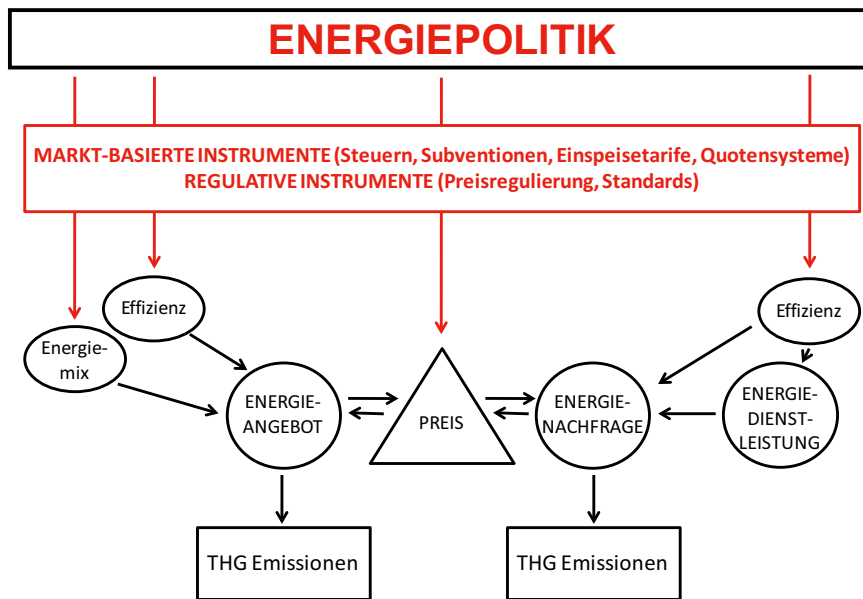 ENERGIEPOLITIK
MARKT-BASIERTE INSTRUMENTE (Steuern, Subventionen, Einspeisetarife, Quotensysteme)
REGULATIVE INSTRUMENTE (Preisregulierung, Standards)
Effizienz
Effizienz
Energie-
mix
ENERGIE-
ANGEBOT
PREIS
ENERGIE-
NACHFRAGE
ENERGIE-
DIENST-
LEISTUNG
THG Emissionen
THG Emissionen